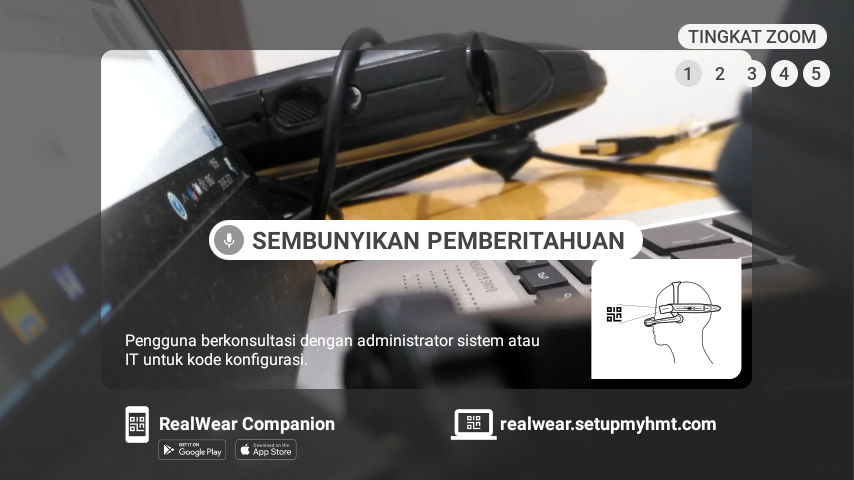 TINGKAT ZOOM
1 2 3 4 5
SEMBUNYIKAN PEMBERITAHUAN
Pengguna berkonsultasi dengan administrator sistem atau
IT untuk kode konfigurasi.
RealWear Companion
GET IT ON
Google Play
Download on the
App Store
realwear.setupmyhmt.com